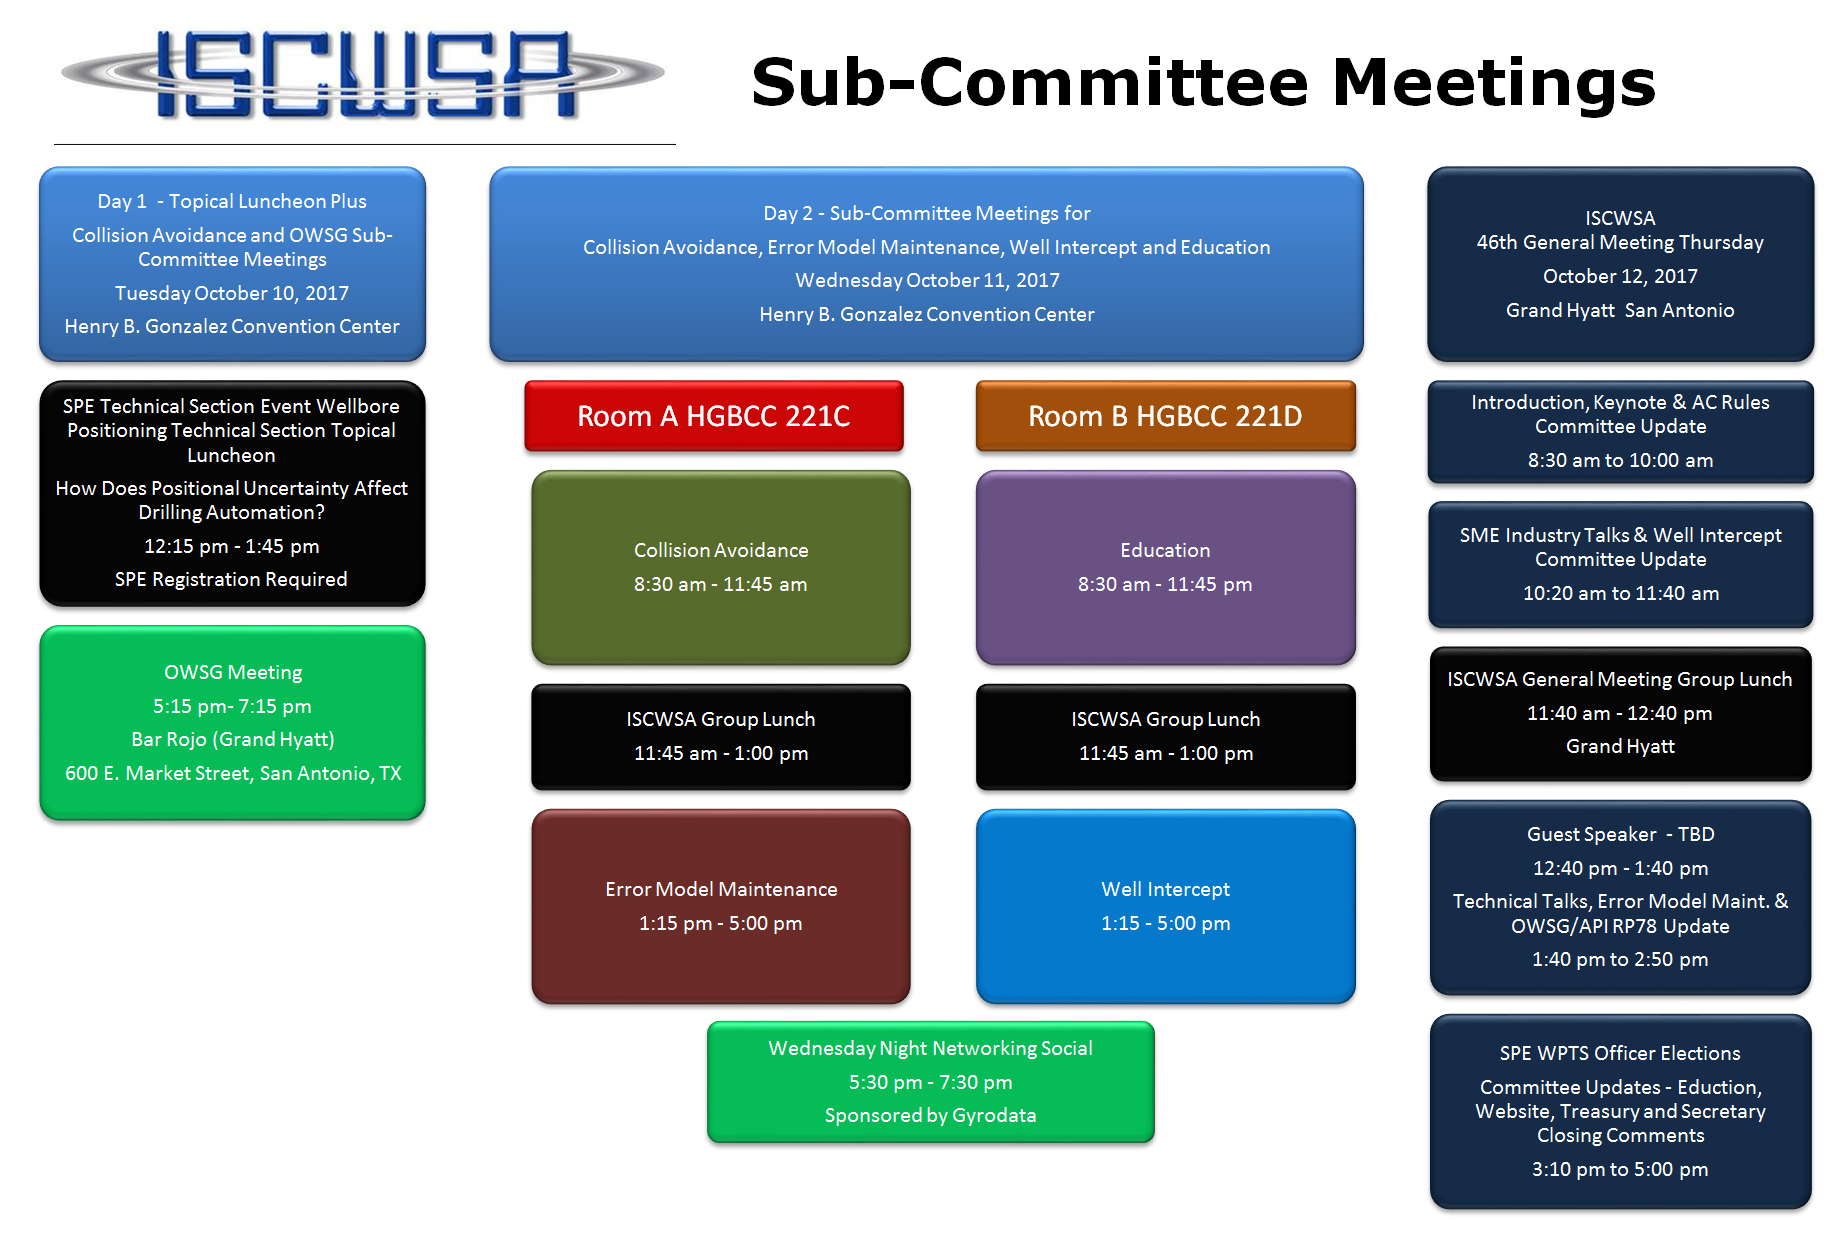 ISCWSA
Sub-Committee Meetings
Day 1 - Topical Luncheon Plus
Collision Avoidance and OWSG Sub-
Committee Meetings
Tuesday October 10, 2017
Henry B. Gonzalez Convention Center
SPE Technical Section Event Wellbore
Positioning Technical Section Topical
Luncheon
How Does Positional Uncertainty Affect
Drilling Automation?
12:15 pm - 1:45 pm
SPE Registration Required
OWSG Meeting
5:15 pm- 7:15 pm
Bar Rojo (Grand Hyatt)
600 E. Market Street, San Antonio, TX
Day 2 - Sub-Committee Meetings for
Collision Avoidance, Error Model Maintenance, Well Intercept and Education
Wednesday October 11, 2017
Henry B. Gonzalez Convention Center
Room A HGBCC 221C
Collision Avoidance
8:30 am - 11:45 am
ISCWSA Group Lunch
11:45 am - 1:00 pm
Error Model Maintenance
1:15 pm - 5:00 pm
Room B HGBCC 221D
Education
8:30 am - 11:45 pm
ISCWSA Group Lunch
11:45 am - 1:00 pm
Well Intercept
1:15 - 5:00 pm
Wednesday Night Networking Social
5:30 pm - 7:30 pm
Sponsored by Gyrodata
ISCWSA
46th General Meeting Thursday
October 12, 2017
Grand Hyatt San Antonio
Introduction, Keynote & AC Rules
Committee Update
8:30 am to 10:00 am
SME Industry Talks & Well Intercept
Committee Update
10:20 am to 11:40 am
ISCWSA General Meeting Group Lunch
11:40 am - 12:40 pm
Grand Hyatt
Guest Speaker - TBD
12:40 pm - 1:40 pm
Technical Talks, Error Model Maint. &
OWSG/API RP78 Update
1:40 pm to 2:50 pm
SPE WPTS Officer Elections
Committee Updates - Eduction,
Website, Treasury and Secretary
Closing Comments
3:10 pm to 5:00 pm